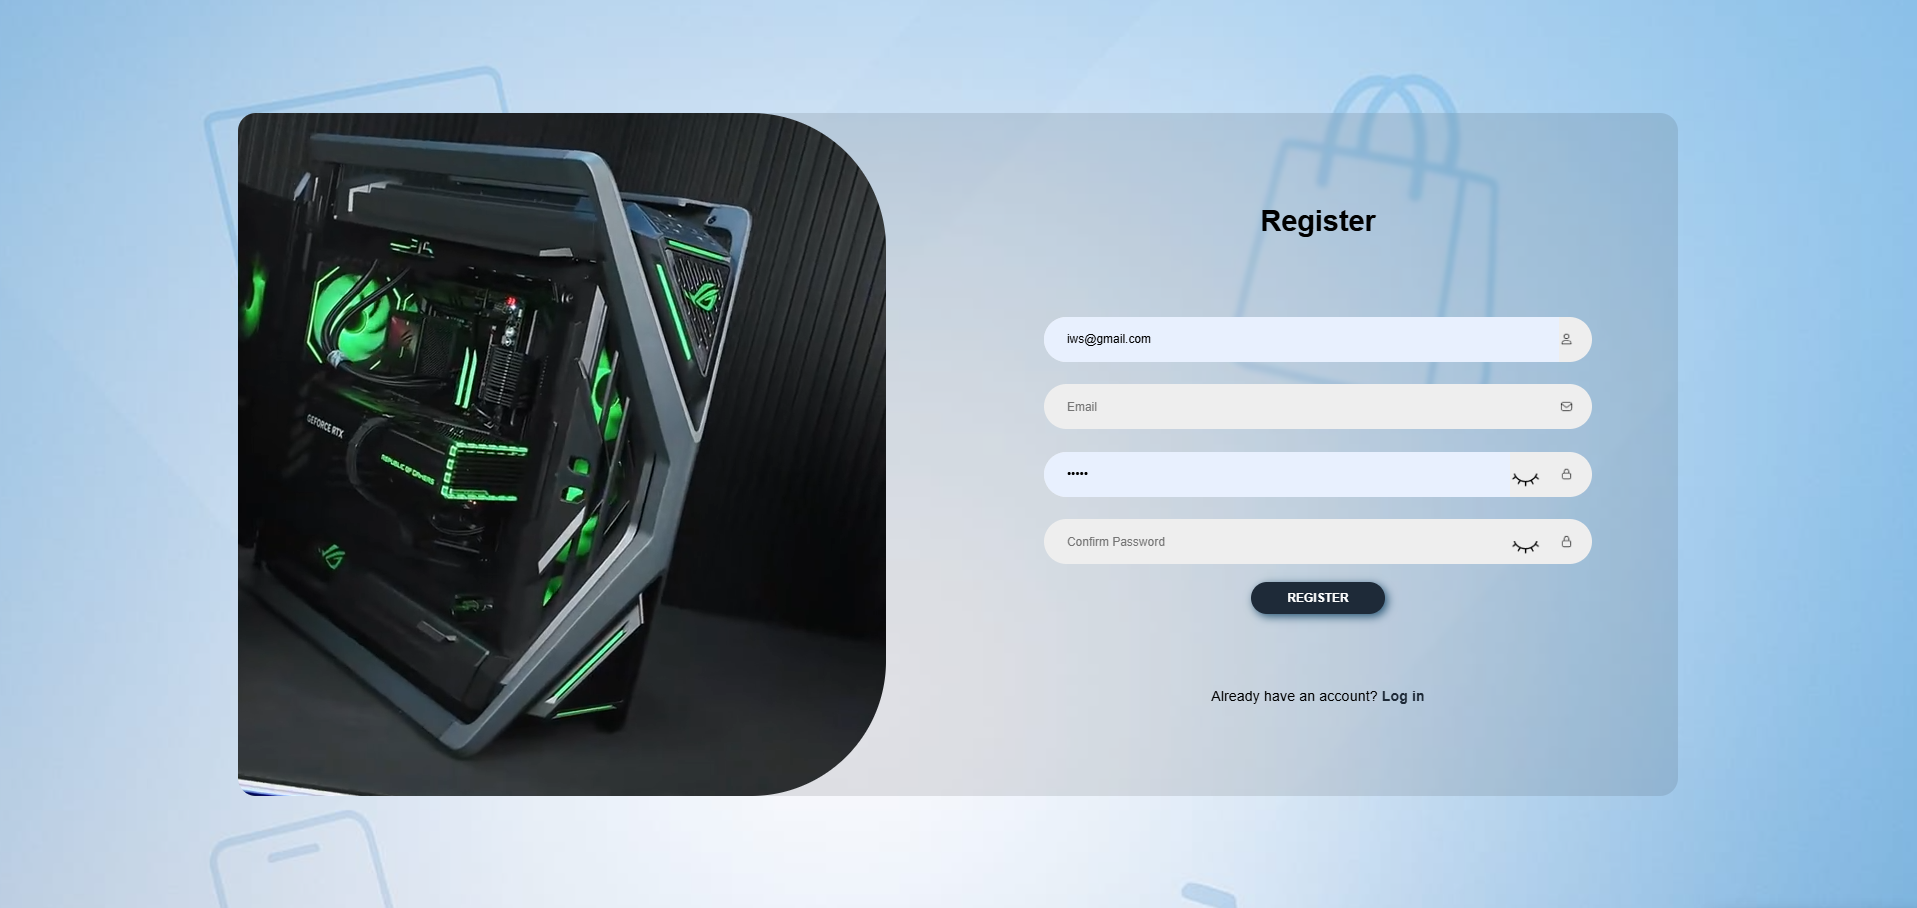 Register
iws@gmail.com
Email
•••••
Confirm Password
REGISTER
Already have an account? Log in
GEFORCE RTX
REPUBLIC OF GAMERS